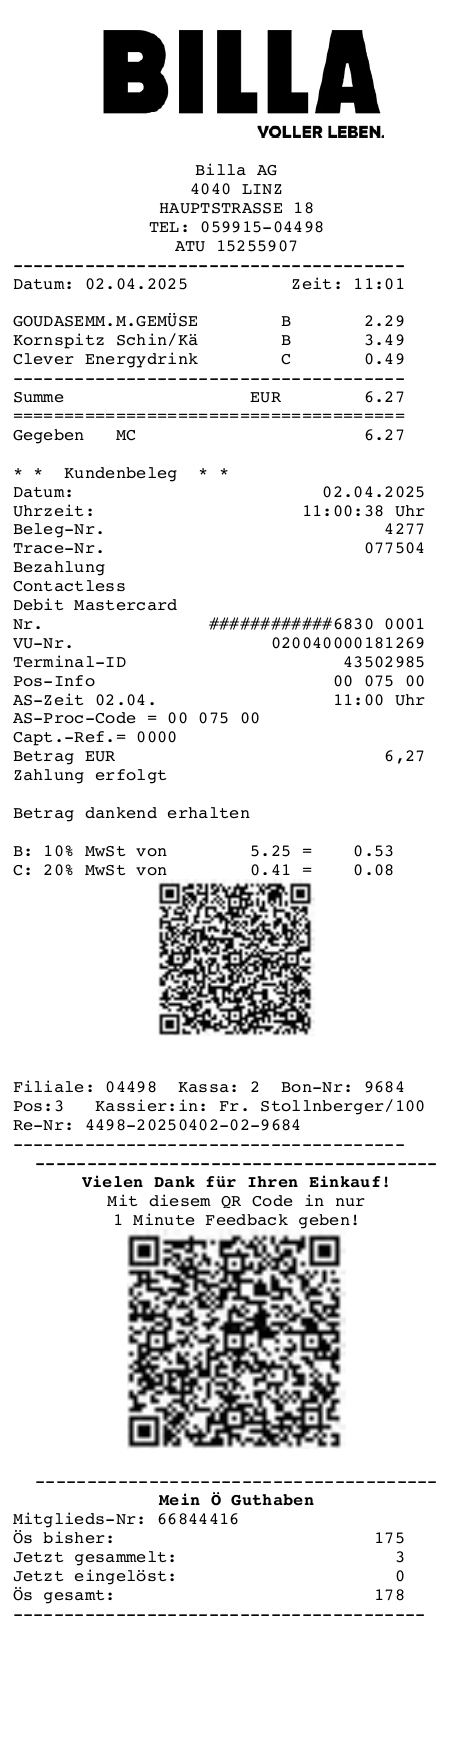 BILLA
VOLLER LEBEN.
Billa AG
4040 LINZ
HAUPTSTRASSE 18
TEL: 059915-04498
ATU 15255907
---------------------------------------
Datum: 02.04.2025 Zeit: 11:01
GOUDASEMM.M.GEMÜSE B 2.29
Kornspitz Schin/Kä B 3.49
Clever Energydrink C 0.49
---------------------------------------
Summe EUR 6.27
=======================================
Gegeben MC 6.27
* * Kundenbeleg * *
Datum: 02.04.2025
Uhrzeit: 11:00:38 Uhr
Beleg-Nr. 4277
Trace-Nr. 077504
Bezahlung
Contactless
Debit Mastercard
Nr. ############6830 0001
VU-Nr. 020040000181269
Terminal-ID 43502985
Pos-Info 00 075 00
AS-Zeit 02.04. 11:00 Uhr
AS-Proc-Code = 00 075 00
Capt.-Ref.= 0000
Betrag EUR 6,27
Zahlung erfolgt
Betrag dankend erhalten
B: 10% MwSt von 5.25 = 0.53
C: 20% MwSt von 0.41 = 0.08
Filiale: 04498 Kassa: 2 Bon-Nr: 9684
Pos:3 Kassier:in: Fr. Stollnberger/100
Re-Nr: 4498-20250402-02-9684
---------------------------------------
---------------------------------------
Vielen Dank für Ihren Einkauf!
Mit diesem QR Code in nur
1 Minute Feedback geben!
---------------------------------------
Mein Ö Guthaben
Mitglieds-Nr: 66844416
Ös bisher: 175
Jetzt gesammelt: 3
Jetzt eingelöst: 0
Ös gesamt: 178
----------------------------------------